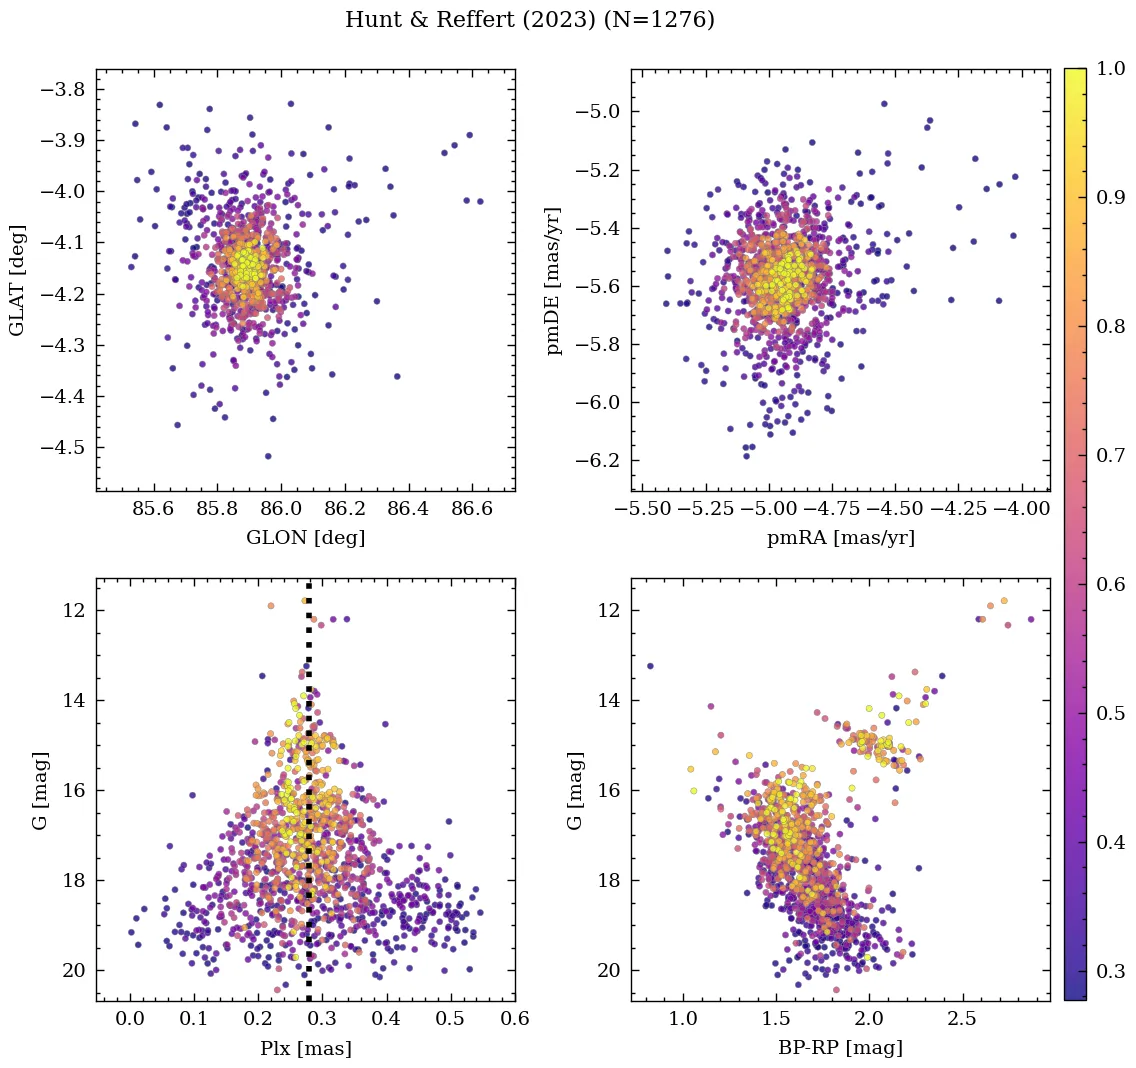 Hunt & Reffert (2023) (N=1276)
−3.8
−3.9
−4.0
−4.1
−4.2
−4.3
−4.4
−4.5
GLAT [deg]
85.6 85.8 86.0 86.2 86.4 86.6
GLON [deg]
−5.0
−5.2
−5.4
−5.6
−5.8
−6.0
−6.2
pmDE [mas/yr]
−5.50 −5.25 −5.00 −4.75 −4.50 −4.25 −4.00
pmRA [mas/yr]
12
14
16
18
20
G [mag]
0.0 0.1 0.2 0.3 0.4 0.5 0.6
Plx [mas]
12
14
16
18
20
G [mag]
1.0 1.5 2.0 2.5
BP-RP [mag]
1.0
0.9
0.8
0.7
0.6
0.5
0.4
0.3